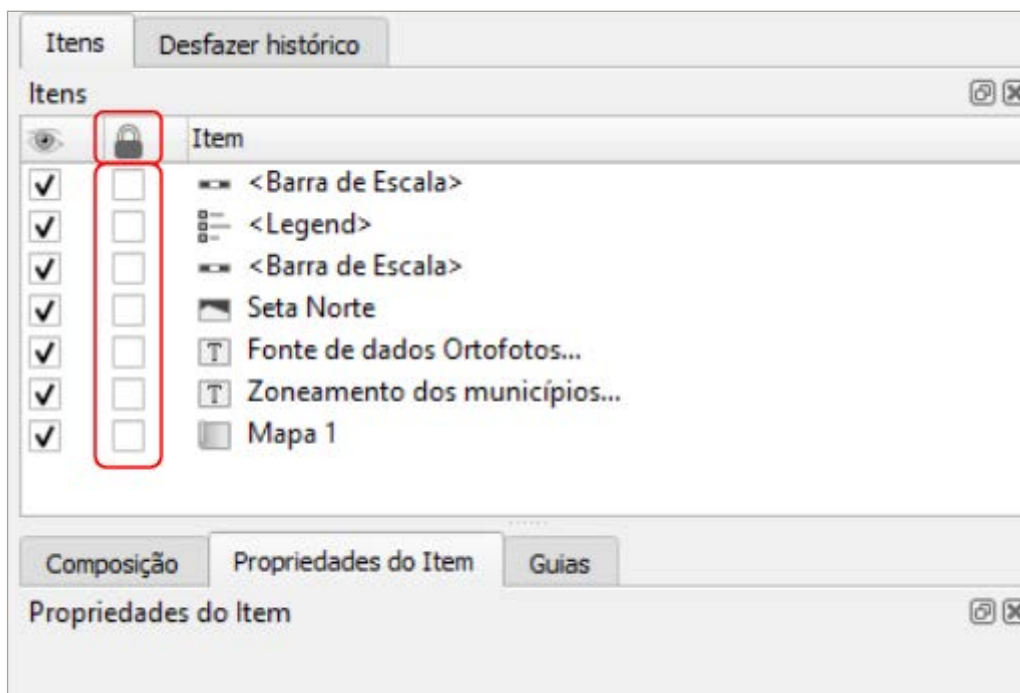 Itens Desfazer histórico
Itens
Item
<Barra de Escala>
<Legend>
<Barra de Escala>
Seta Norte
T Fonte de dados Ortofotos...
T Zoneamento dos municípios...
Mapa 1
Composição Propriedades do Item Guias
Propriedades do Item